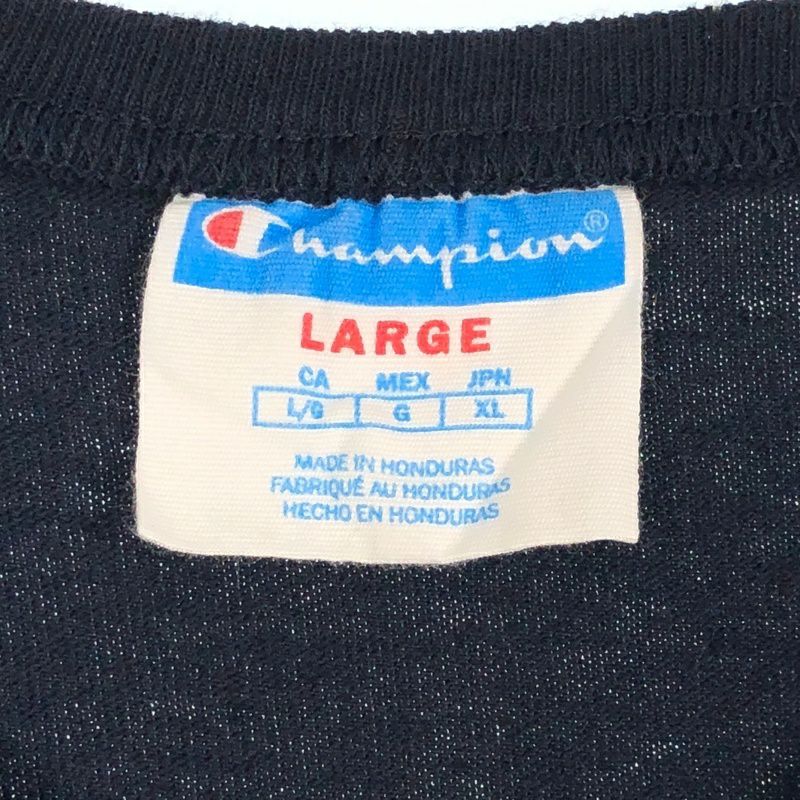 Champion®
LARGE
CA MEX JPN
L/G G XL
MADE IN HONDURAS
FABRIQUÉ AU HONDURAS
HECHO EN HONDURAS